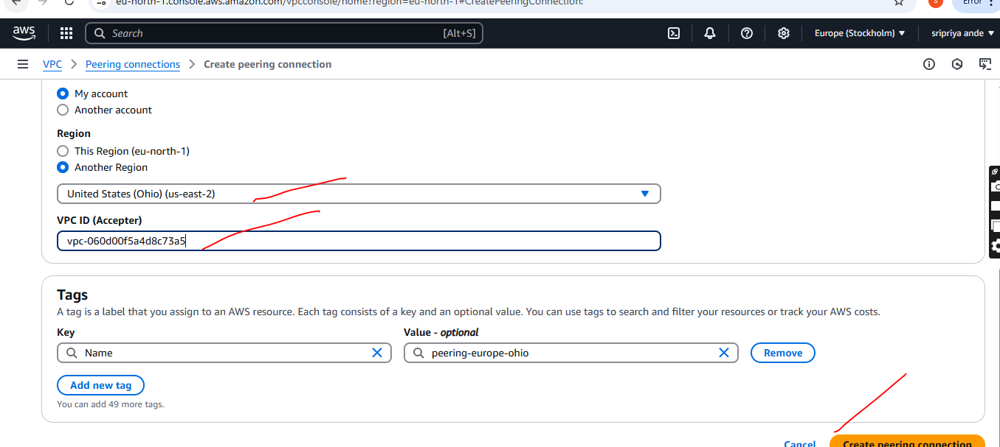 eu-north-1.console.aws.amazon.com/vpcconsole/home?region=eu-north-1#CreatePeeringConnection:
S
Error
aws
Search
[Alt+S]
Europe (Stockholm)
sripriya ande
VPC > Peering connections > Create peering connection
My account
Another account
Region
This Region (eu-north-1)
Another Region
United States (Ohio) (us-east-2)
VPC ID (Accepter)
vpc-060d00f5a4d8c73a5
Tags
A tag is a label that you assign to an AWS resource. Each tag consists of a key and an optional value. You can use tags to search and filter your resources or track your AWS costs.
Key
Value - optional
Name
peering-europe-ohio
Remove
Add new tag
You can add 49 more tags.
Cancel
Create peering connection